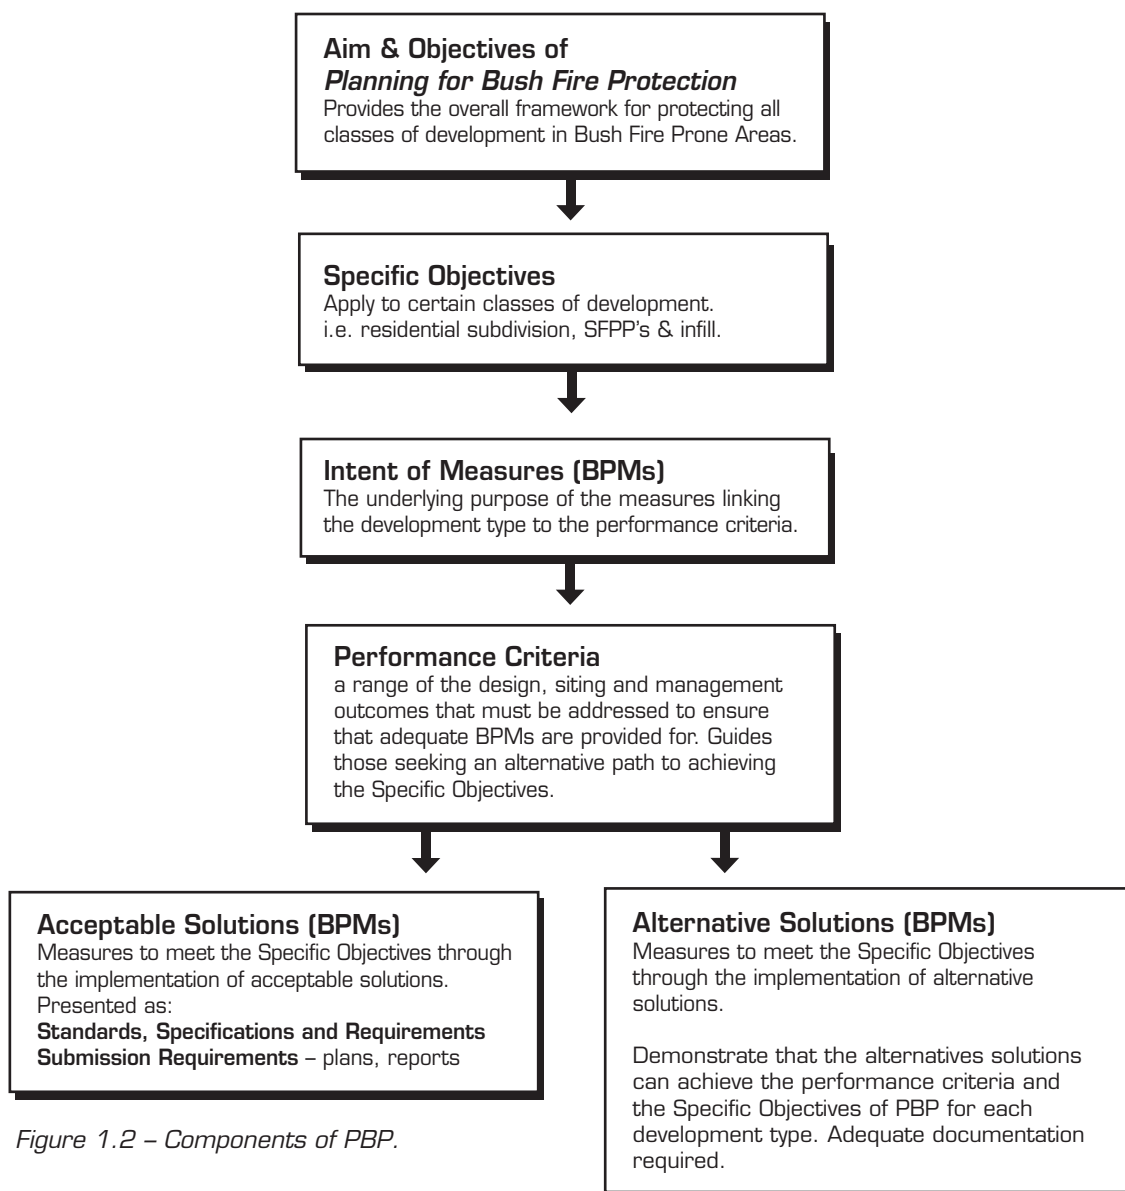 Aim & Objectives of
Planning for Bush Fire Protection
Provides the overall framework for protecting all
classes of development in Bush Fire Prone Areas.
Specific Objectives
Apply to certain classes of development.
i.e. residential subdivision, SFPP's & infill.
Intent of Measures (BPMs)
The underlying purpose of the measures linking
the development type to the performance criteria.
Performance Criteria
a range of the design, siting and management
outcomes that must be addressed to ensure
that adequate BPMs are provided for. Guides
those seeking an alternative path to achieving
the Specific Objectives.
Acceptable Solutions (BPMs)
Measures to meet the Specific Objectives through
the implementation of acceptable solutions.
Presented as:
Standards, Specifications and Requirements
Submission Requirements – plans, reports
Alternative Solutions (BPMs)
Measures to meet the Specific Objectives
through the implementation of alternative
solutions.
Demonstrate that the alternatives solutions
can achieve the performance criteria and
the Specific Objectives of PBP for each
development type. Adequate documentation
required.
Figure 1.2 – Components of PBP.